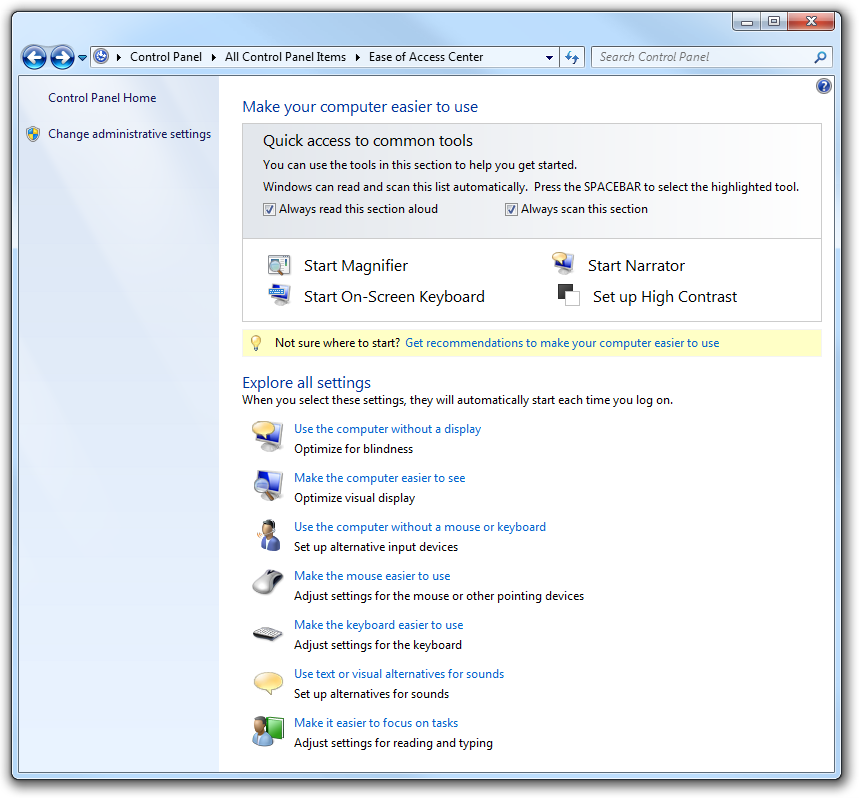 Control Panel All Control Panel Items Ease of Access Center Search Control Panel
Control Panel Home
Change administrative settings
Make your computer easier to use
Quick access to common tools
You can use the tools in this section to help you get started.
Windows can read and scan this list automatically. Press the SPACEBAR to select the highlighted tool.
Always read this section aloud Always scan this section
Start Magnifier Start Narrator
Start On-Screen Keyboard Set up High Contrast
Not sure where to start? Get recommendations to make your computer easier to use
Explore all settings
When you select these settings, they will automatically start each time you log on.
Use the computer without a display
Optimize for blindness
Make the computer easier to see
Optimize visual display
Use the computer without a mouse or keyboard
Set up alternative input devices
Make the mouse easier to use
Adjust settings for the mouse or other pointing devices
Make the keyboard easier to use
Adjust settings for the keyboard
Use text or visual alternatives for sounds
Set up alternatives for sounds
Make it easier to focus on tasks
Adjust settings for reading and typing